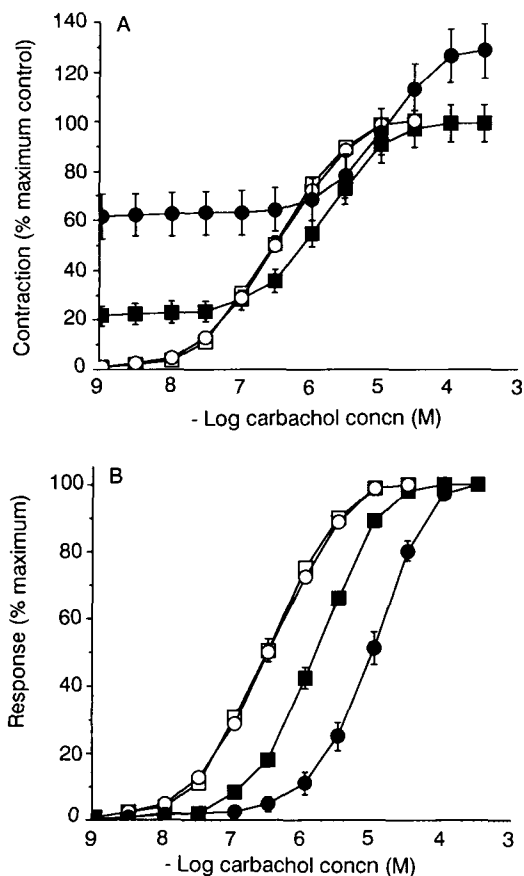 A
Contraction (% maximum control)
140
120
100
80
60
40
20
0
9 8 7 6 5 4 3
- Log carbachol concn (M)
B
Response (% maximum)
100
80
60
40
20
0
9 8 7 6 5 4 3
- Log carbachol concn (M)